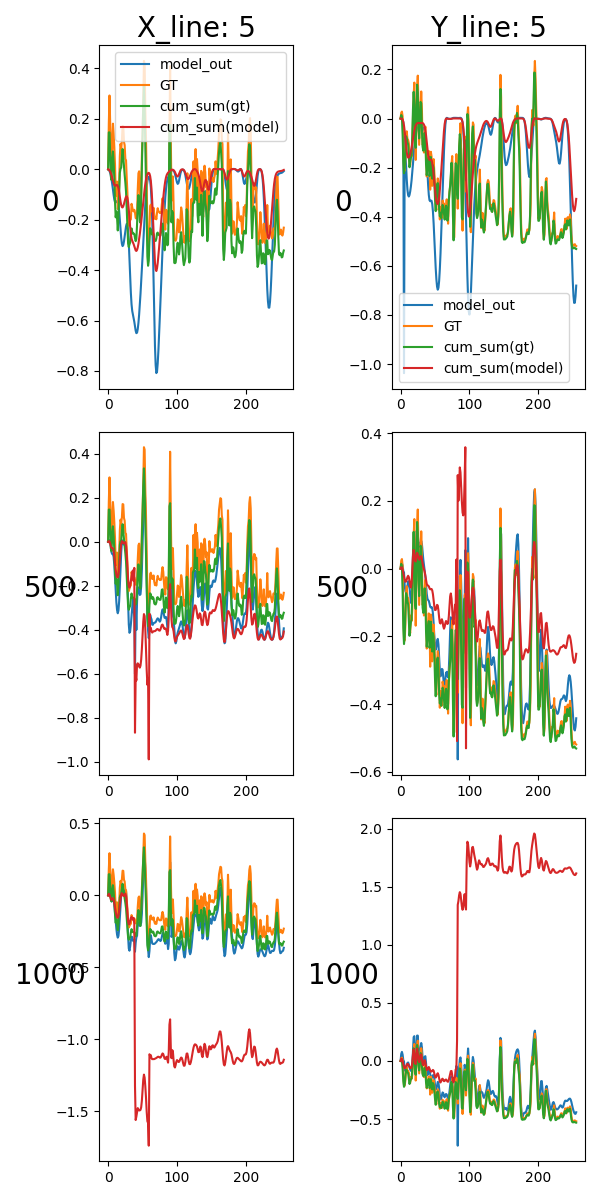 X_line: 5 Y_line: 5
0.4 0.2 0.0 −0.2 −0.4 −0.6 −0.8
model_out
GT
cum_sum(gt)
cum_sum(model)
0
0 100 200
0.2 0.0 −0.2 −0.4 −0.6 −0.8 −1.0
model_out
GT
cum_sum(gt)
cum_sum(model)
0
0 100 200
0.4 0.2 0.0 −0.2 −0.4 −0.6 −0.8 −1.0
500
0 100 200
0.4 0.2 0.0 −0.2 −0.4 −0.6
500
0 100 200
0.5 0.0 −0.5 −1.0 −1.5
1000
0 100 200
2.0 1.5 1.0 0.5 0.0 −0.5
1000
0 100 200